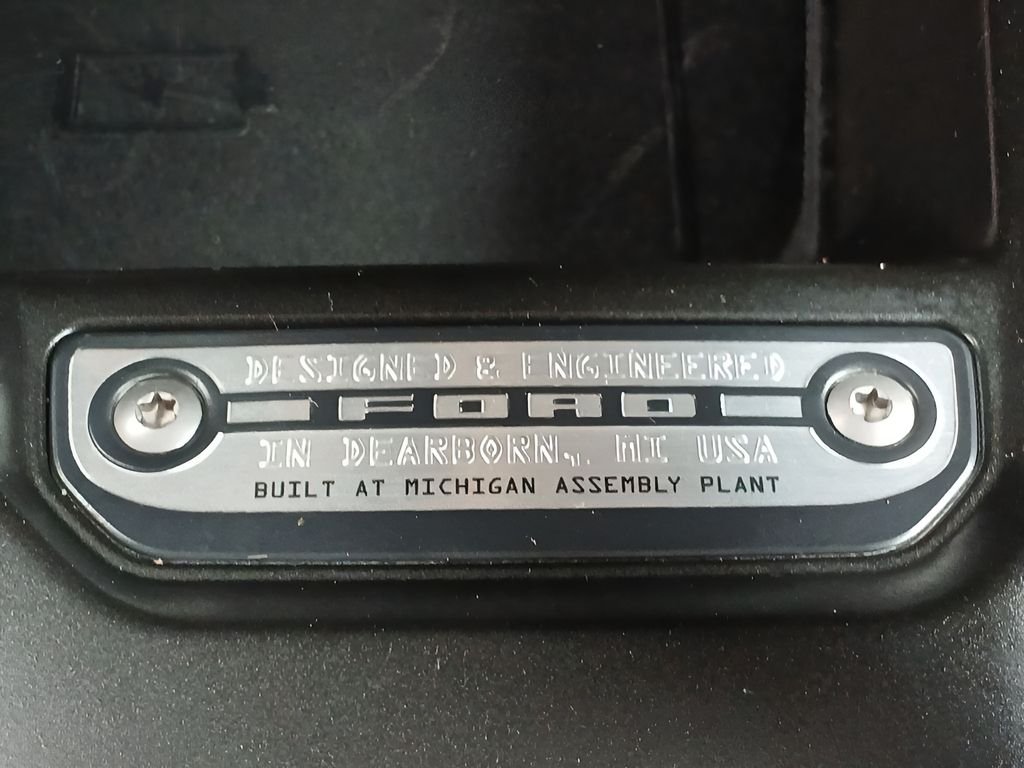 DESIGNED & ENGINEERED
FORD
IN DEARBORN, MI USA
BUILT AT MICHIGAN ASSEMBLY PLANT